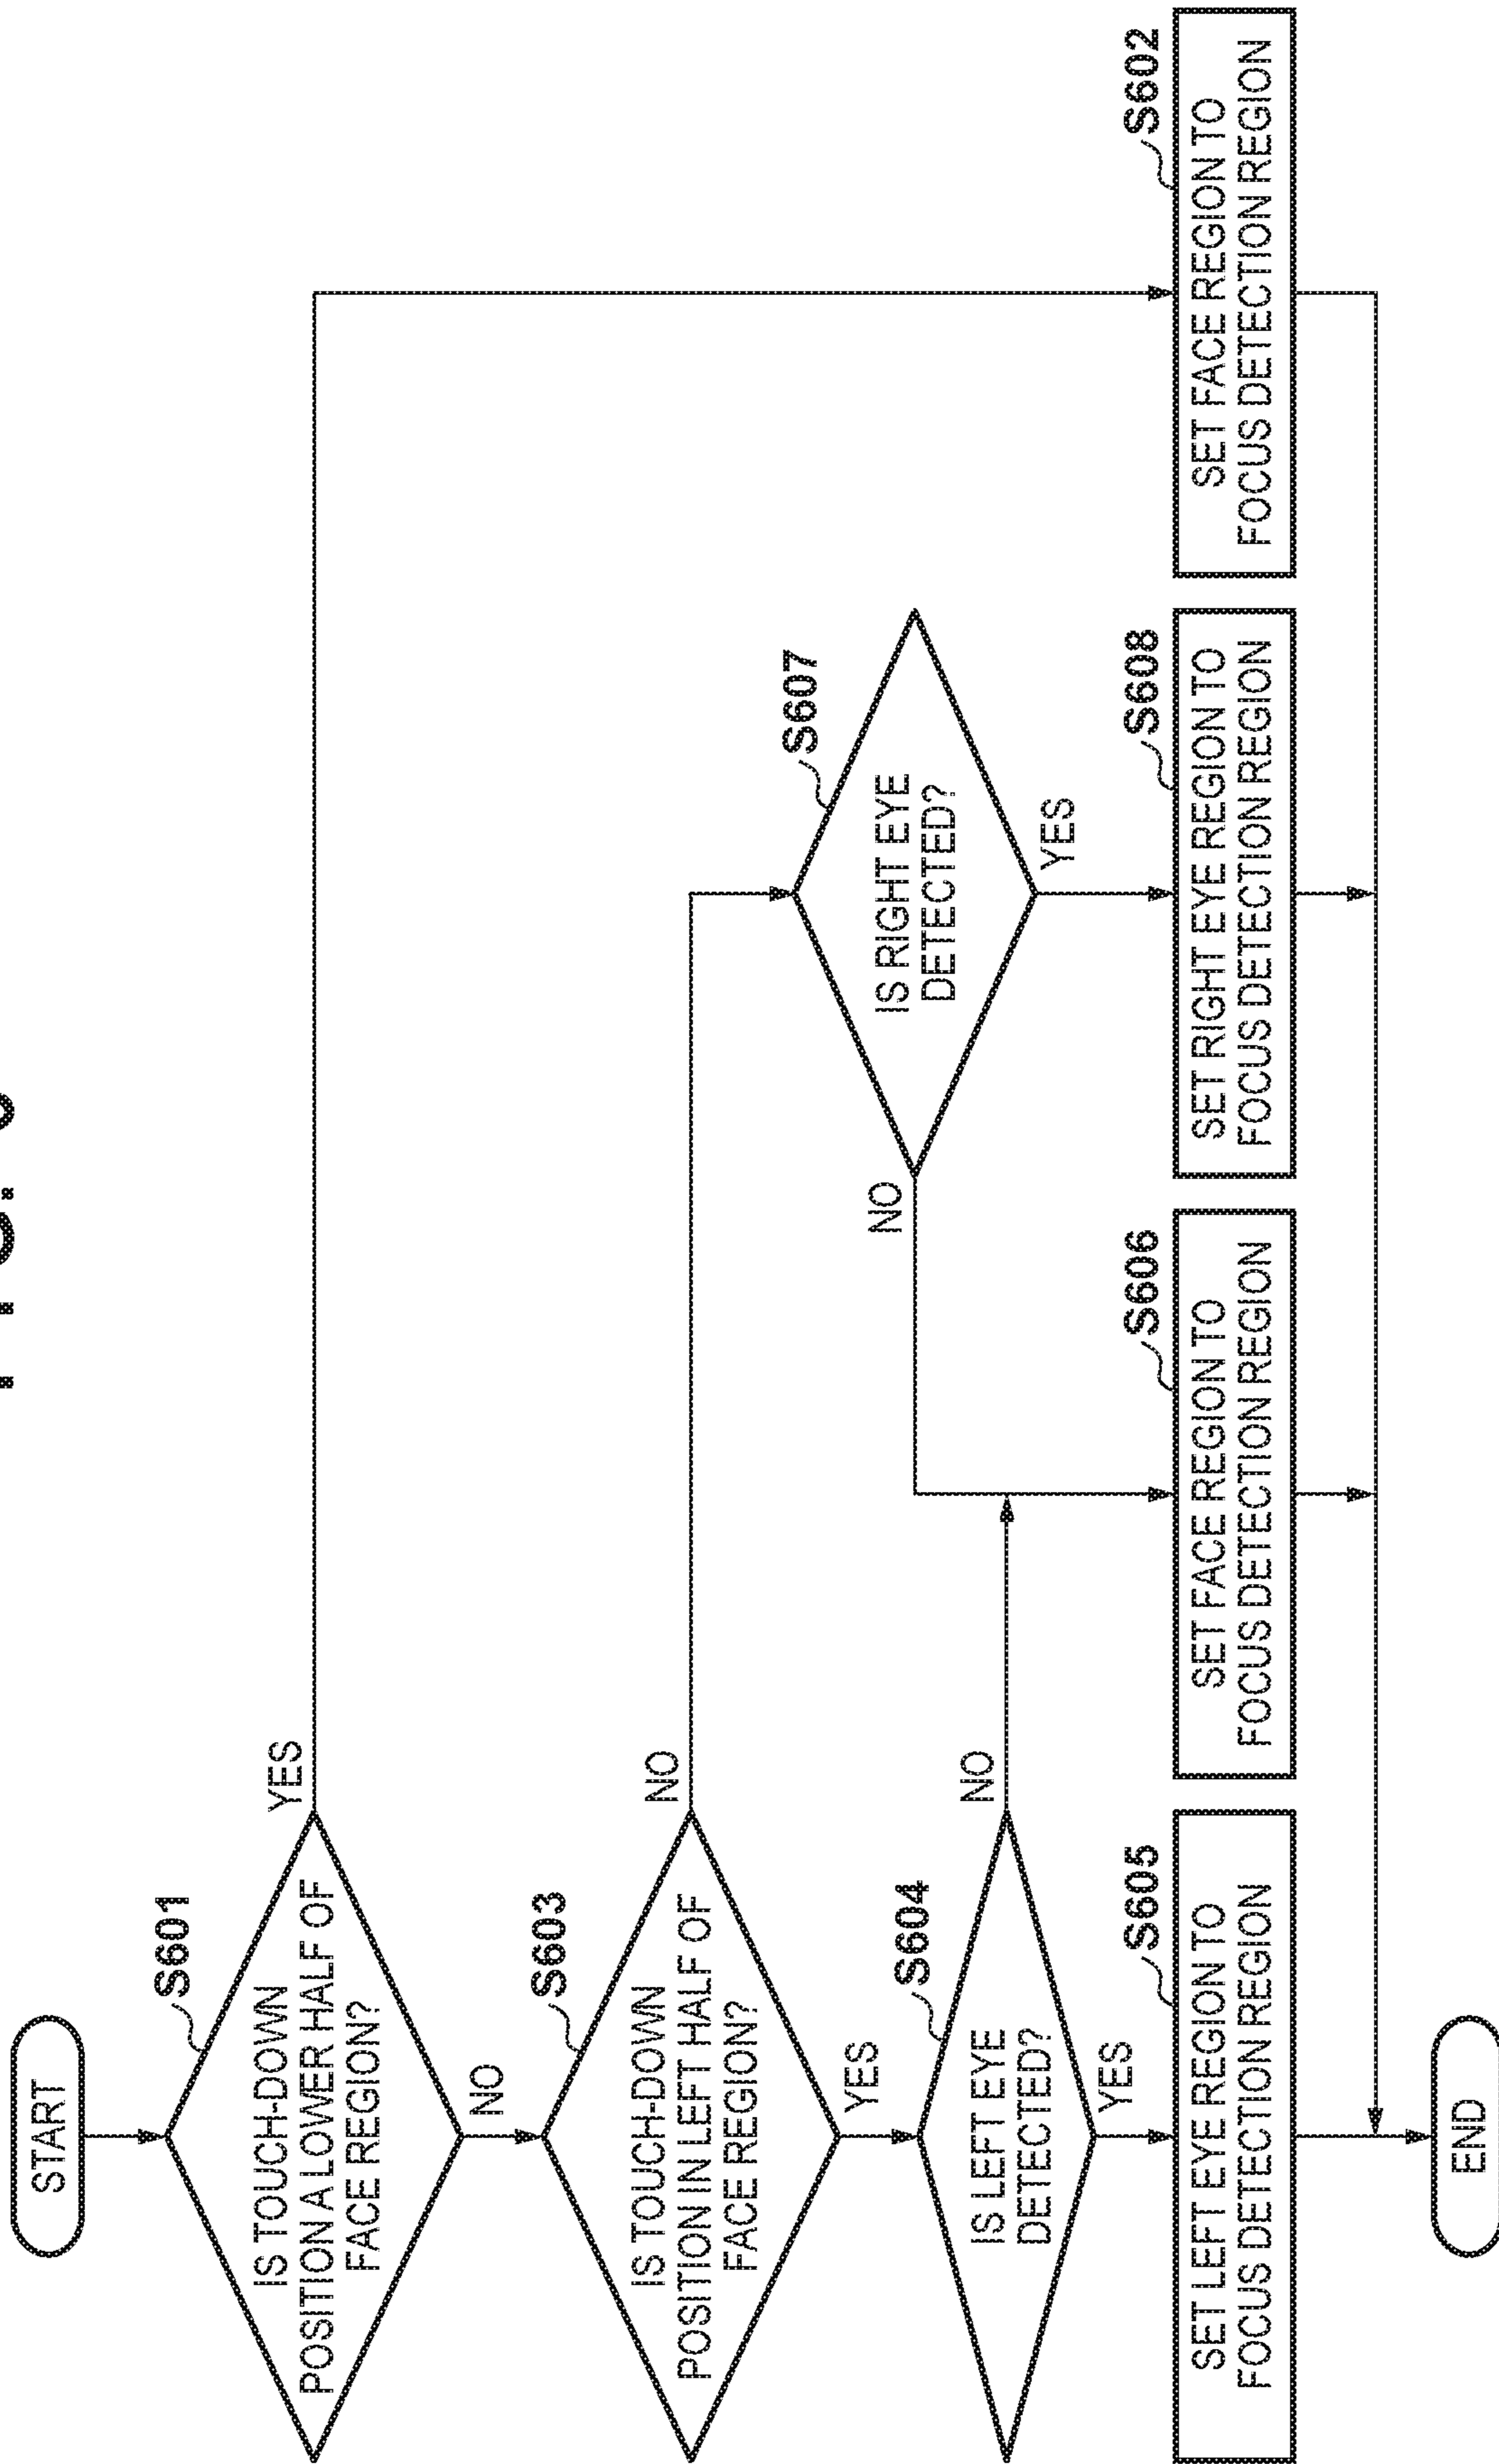 START
S601
IS TOUCH-DOWN
POSITION A LOWER HALF OF
FACE REGION?
YES
NO
S603
IS TOUCH-DOWN
POSITION IN LEFT HALF OF
FACE REGION?
NO
YES
S604
IS LEFT EYE
DETECTED?
NO
YES
S607
IS RIGHT EYE
DETECTED?
NO
YES
S605
SET LEFT EYE REGION TO
FOCUS DETECTION REGION
S606
SET FACE REGION TO
FOCUS DETECTION REGION
S608
SET RIGHT EYE REGION TO
FOCUS DETECTION REGION
S602
SET FACE REGION TO
FOCUS DETECTION REGION
END